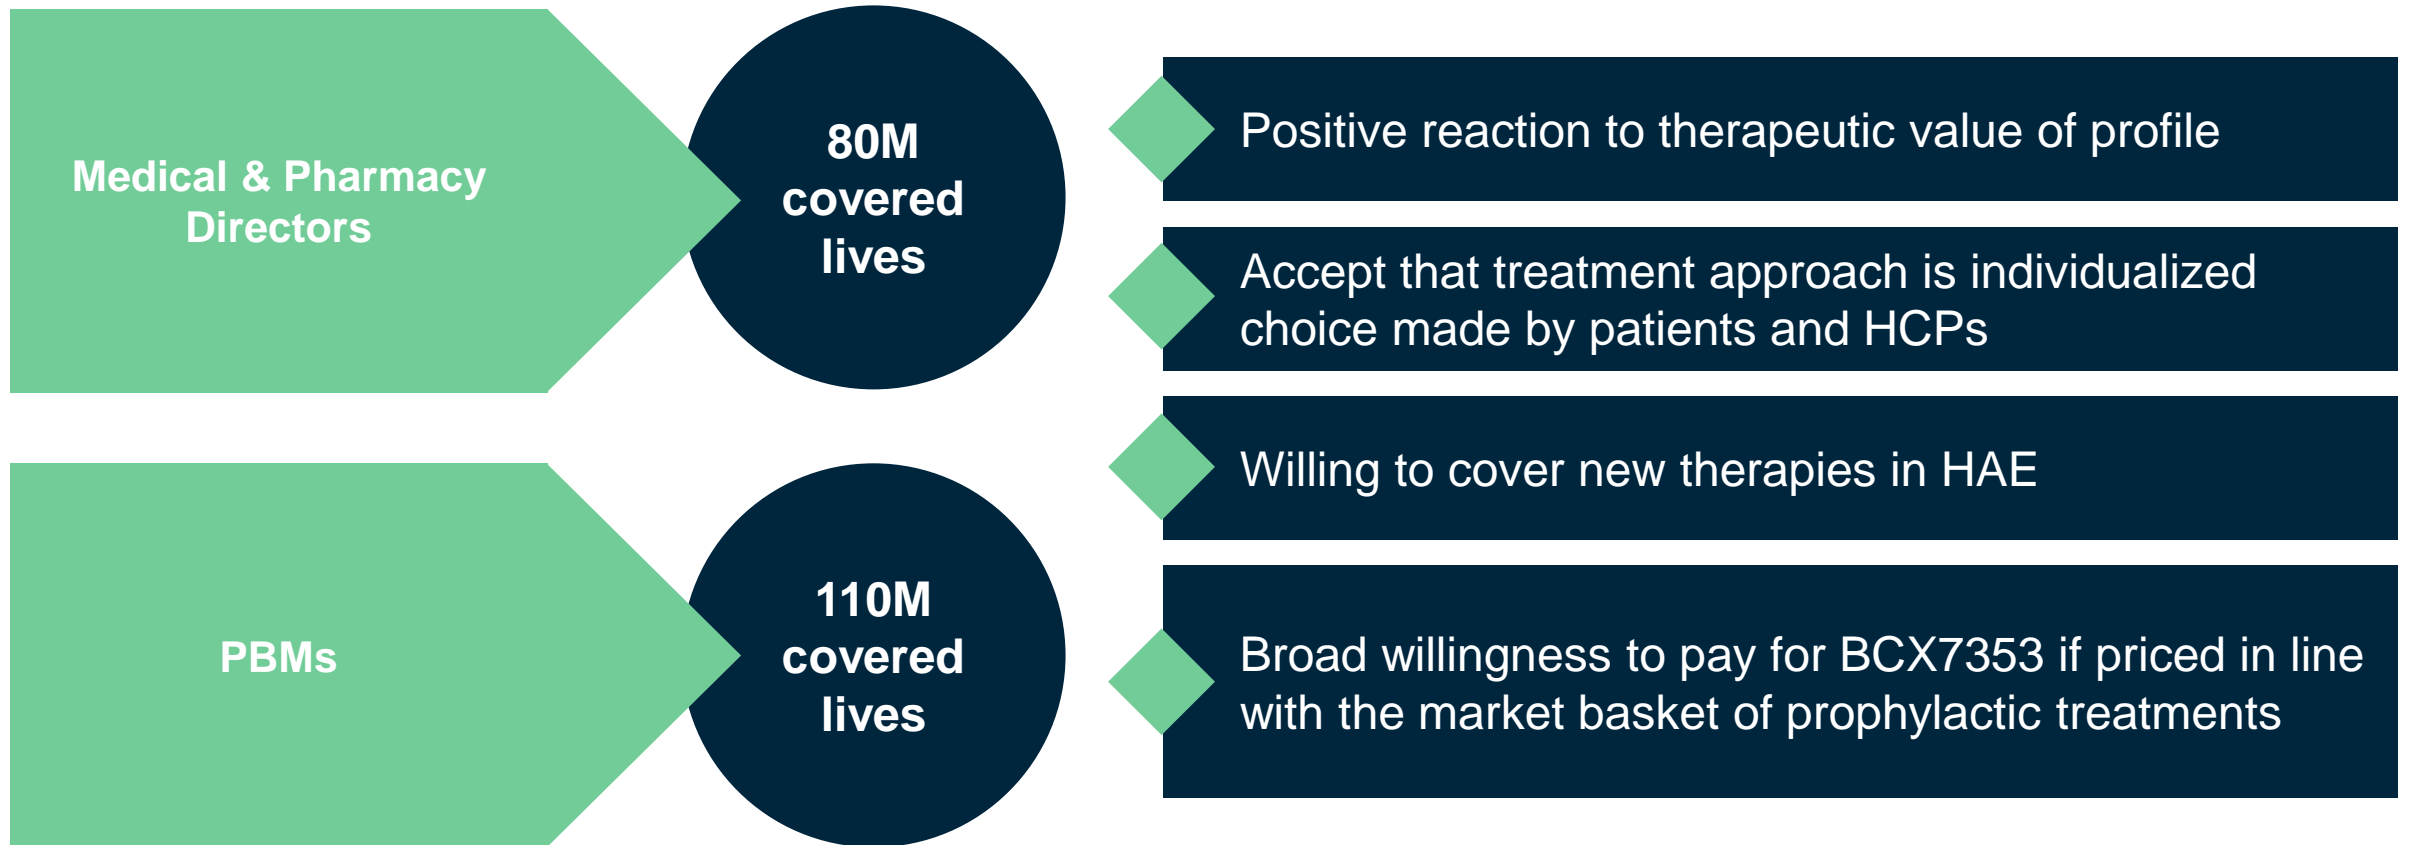 Medical & Pharmacy
Directors
80M
covered
lives
PBMs
110M
covered
lives
Positive reaction to therapeutic value of profile
Accept that treatment approach is individualized
choice made by patients and HCPs
Willing to cover new therapies in HAE
Broad willingness to pay for BCX7353 if priced in line
with the market basket of prophylactic treatments